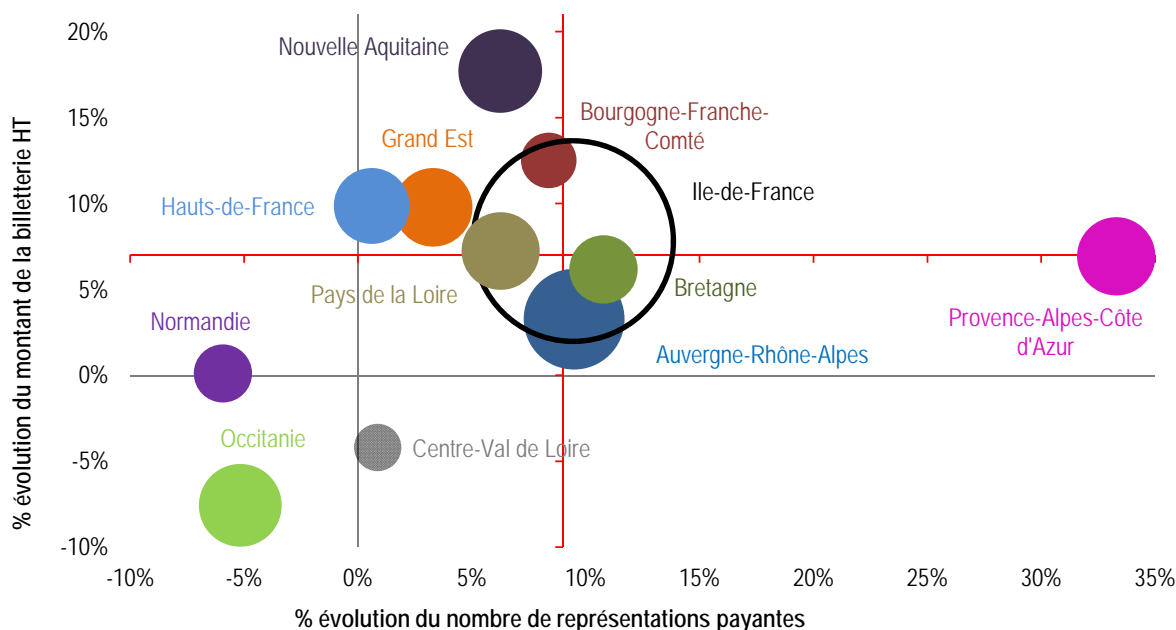 % évolution du montant de la billetterie HT
20%
15%
10%
5%
0%
-5%
-10%
Nouvelle Aquitaine
Bourgogne-Franche-
Comté
Grand Est
Ile-de-France
Hauts-de-France
Pays de la Loire
Bretagne
Normandie
Provence-Alpes-Côte
d'Azur
Auvergne-Rhône-Alpes
Occitanie
Centre-Val de Loire
-10%
-5%
0%
5%
10%
15%
20%
25%
30%
35%
% évolution du nombre de représentations payantes